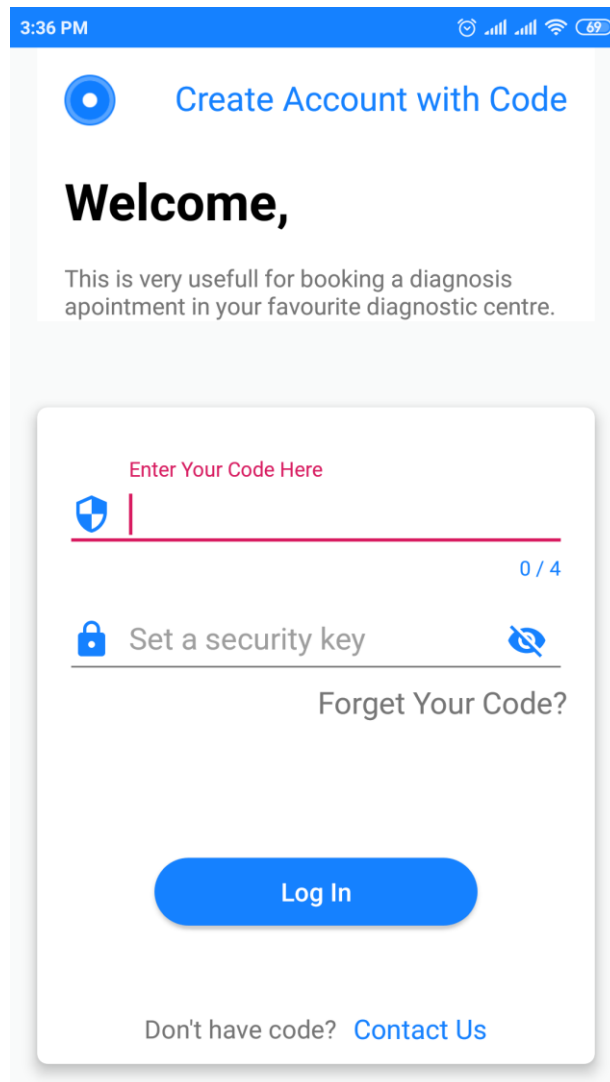 3:36 PM 69
Create Account with Code
Welcome,
This is very usefull for booking a diagnosis
apointment in your favourite diagnostic centre.
Enter Your Code Here
0 / 4
Set a security key
Forget Your Code?
Log In
Don't have code? Contact Us